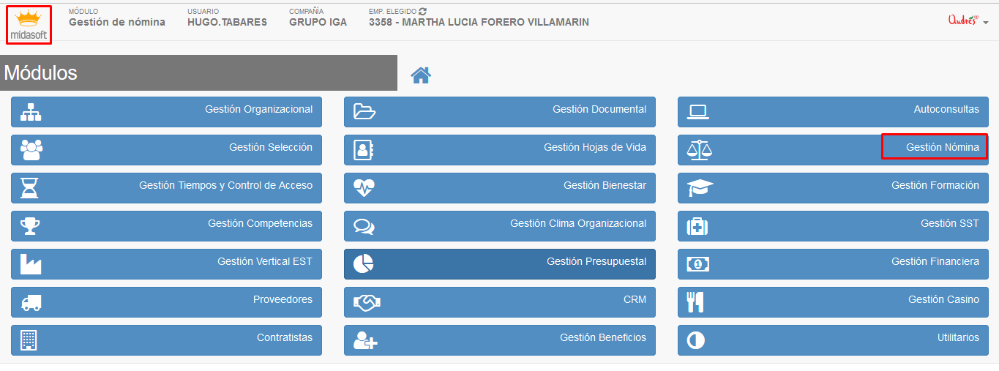 midasoft
MÓDULO
Gestión de nómina
USUARIO
HUGO.TABARES
COMPAÑÍA
GRUPO IGA
EMP. ELEGIDO
3358 - MARTHA LUCIA FORERO VILLAMARIN
Andrés®
Módulos
Gestión Organizacional
Gestión Documental
Autoconsultas
Gestión Selección
Gestión Hojas de Vida
Gestión Nómina
Gestión Tiempos y Control de Acceso
Gestión Bienestar
Gestión Formación
Gestión Competencias
Gestión Clima Organizacional
Gestión SST
Gestión Vertical EST
Gestión Presupuestal
Gestión Financiera
Proveedores
CRM
Gestión Casino
Contratistas
Gestión Beneficios
Utilitarios